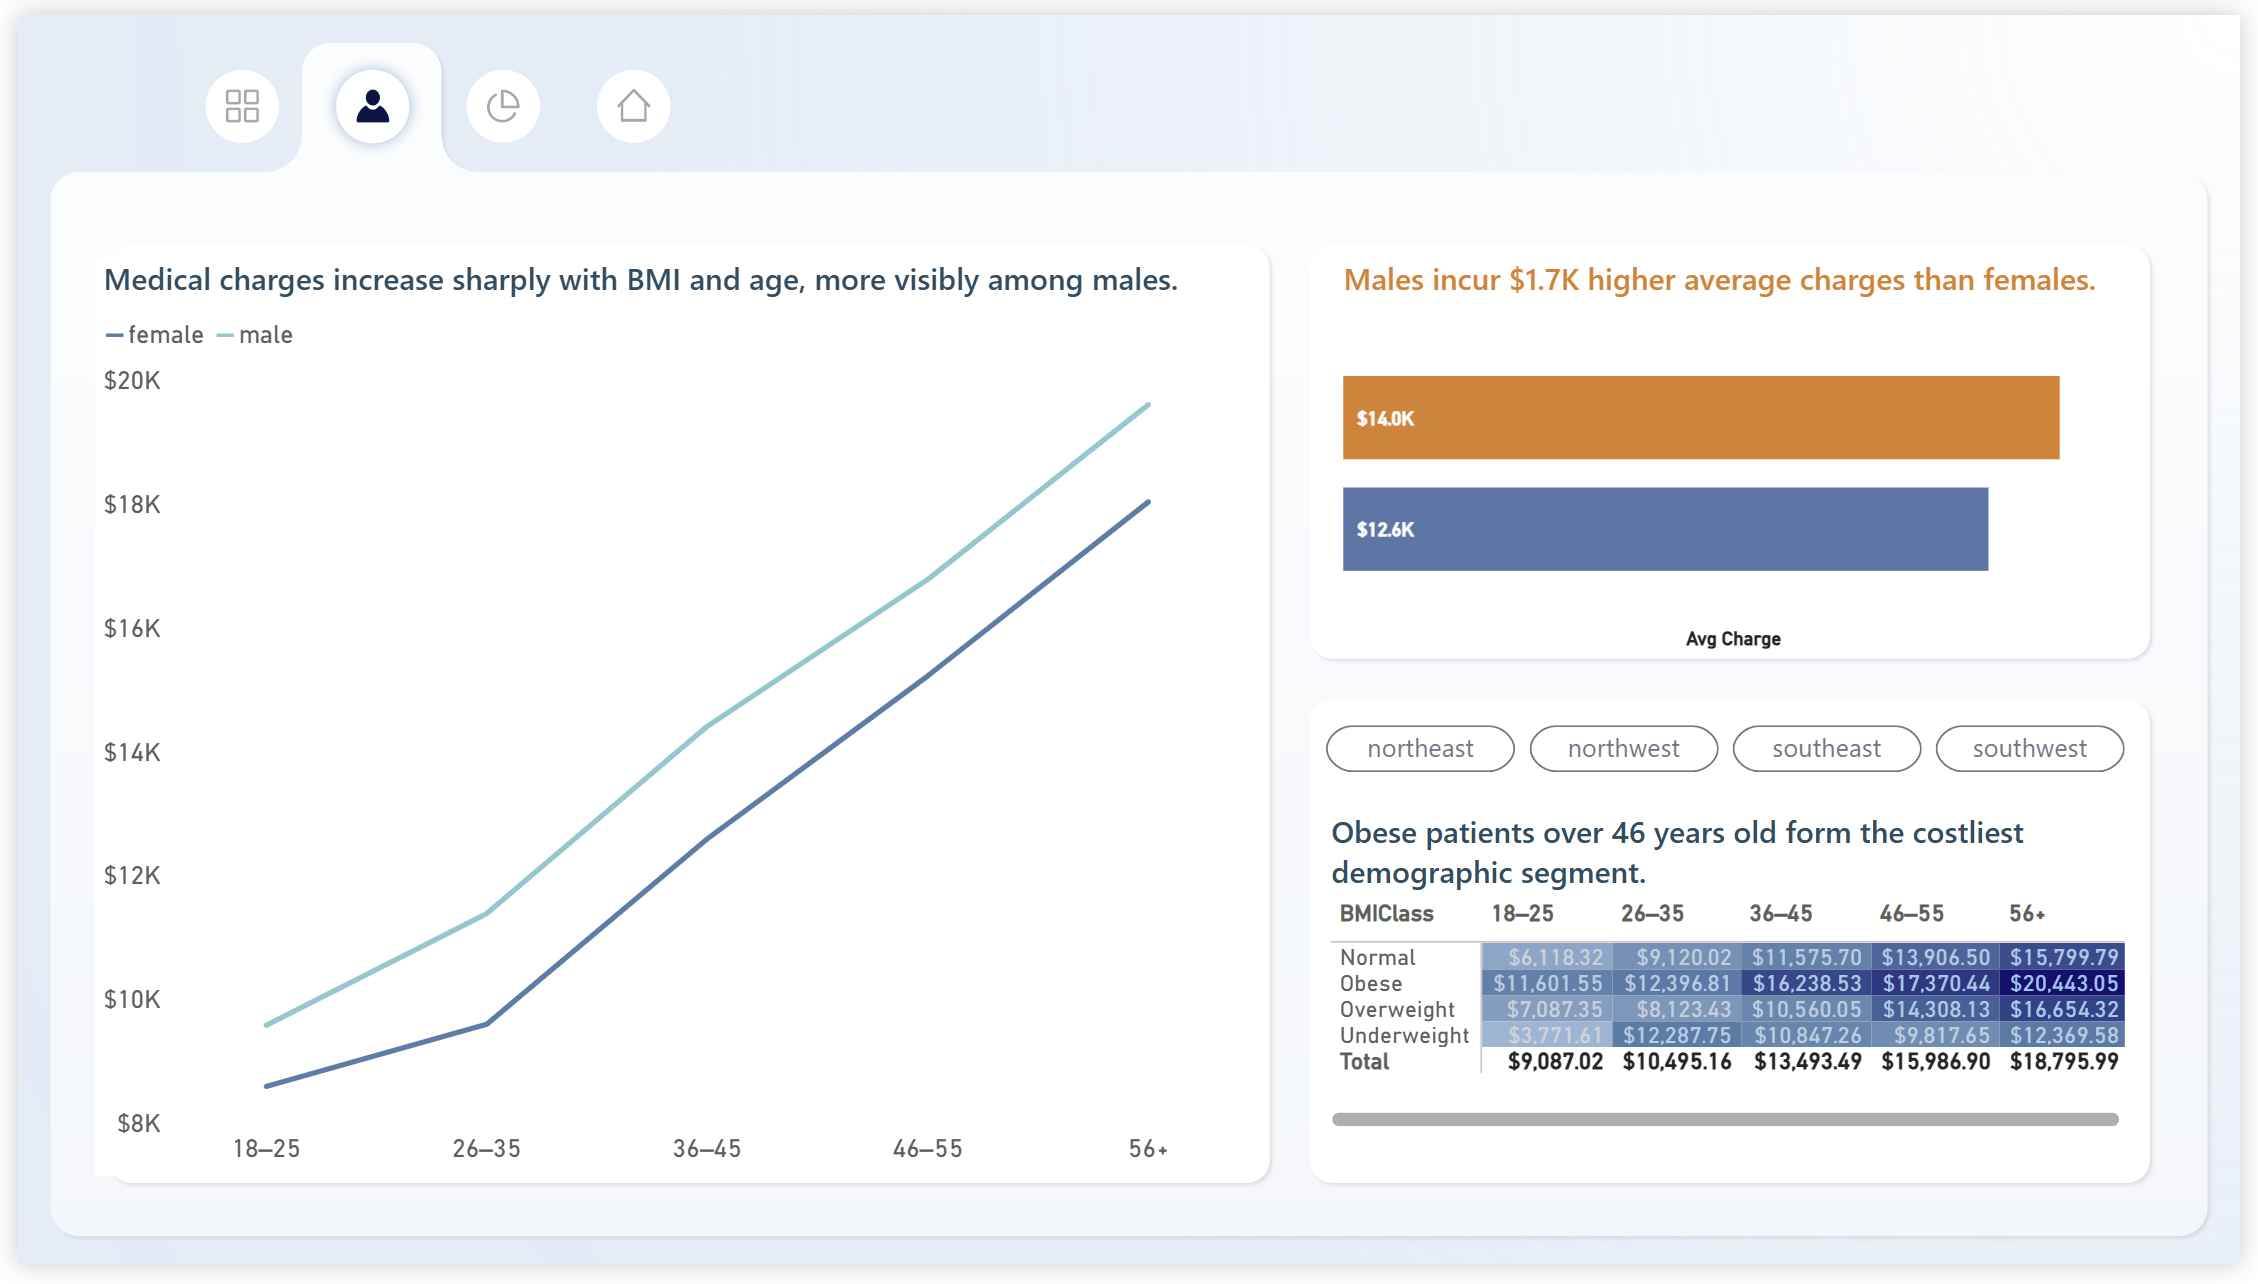 Medical charges increase sharply with BMI and age, more visibly among males.
female male
$20K
$18K
$16K
$14K
$12K
$10K
$8K
18–25 26–35 36–45 46–55 56+
Males incur $1.7K higher average charges than females.
$14.0K
$12.6K
Avg Charge
northeast northwest southeast southwest
Obese patients over 46 years old form the costliest
demographic segment.
BMIClass 18–25 26–35 36–45 46–55 56+
Normal $6,118.32 $9,120.02 $11,575.70 $13,906.50 $15,799.79
Obese $11,601.55 $12,396.81 $16,238.53 $17,370.44 $20,443.05
Overweight $7,087.35 $8,123.43 $10,560.05 $14,308.13 $16,654.32
Underweight $3,771.61 $12,287.75 $10,847.26 $9,817.65 $12,369.58
Total $9,087.02 $10,495.16 $13,493.49 $15,986.90 $18,795.99